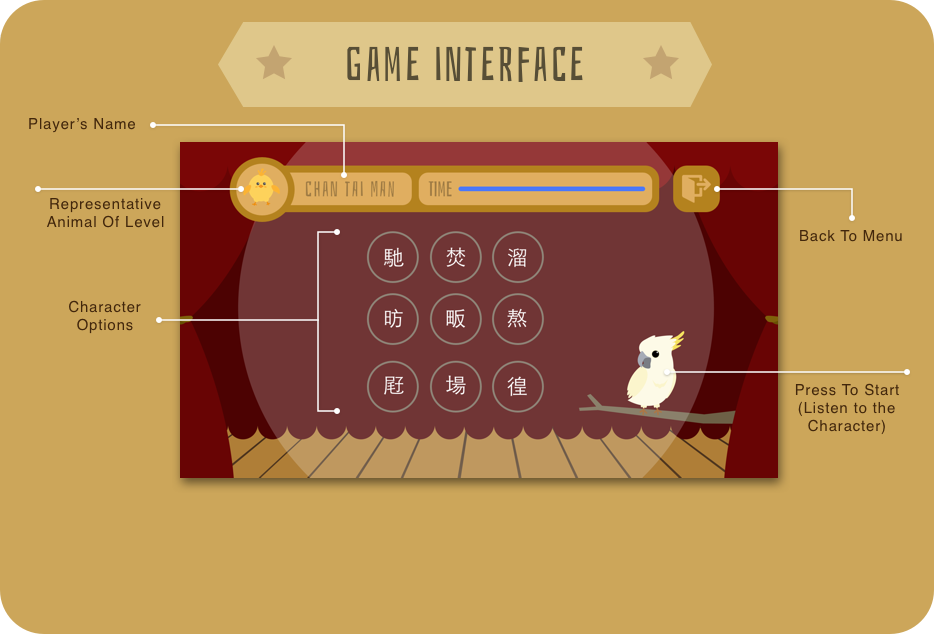 GAME INTERFACE
Player's Name
CHAN TAI MAN
TIME
Representative
Animal Of Level
Back To Menu
馳 焚 溜
Character
Options
昉 畈 熬
Press To Start
(Listen to the
Character)
場 徨